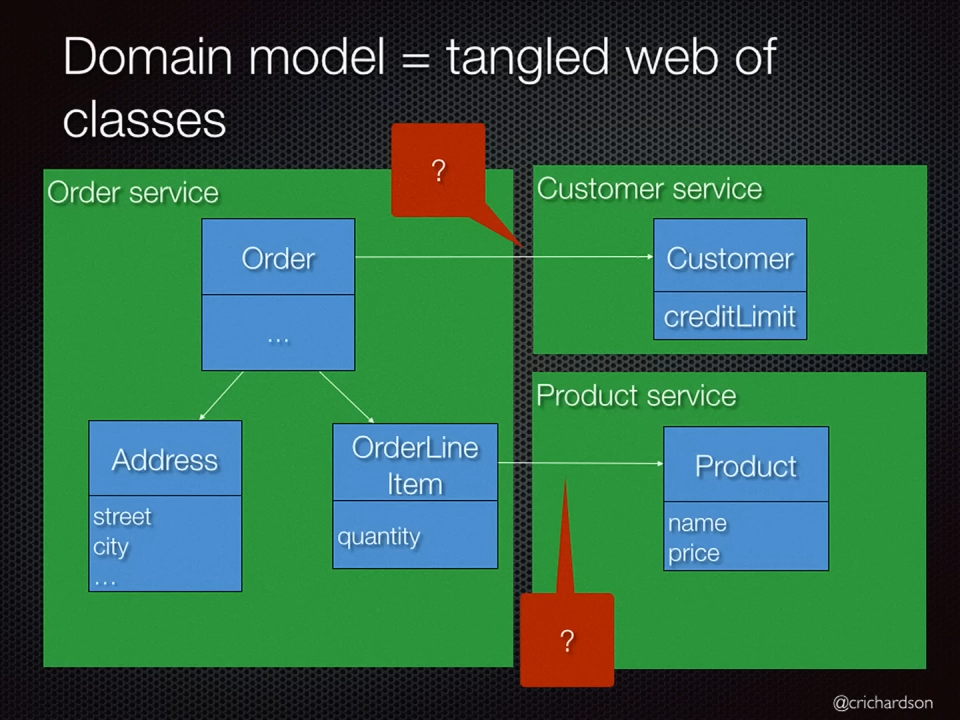 Domain model = tangled web of
classes
?
Order service
Customer service
Order
...
Customer
creditLimit
Product service
Address
street
city
...
OrderLine
Item
quantity
Product
name
price
?
@crichardson